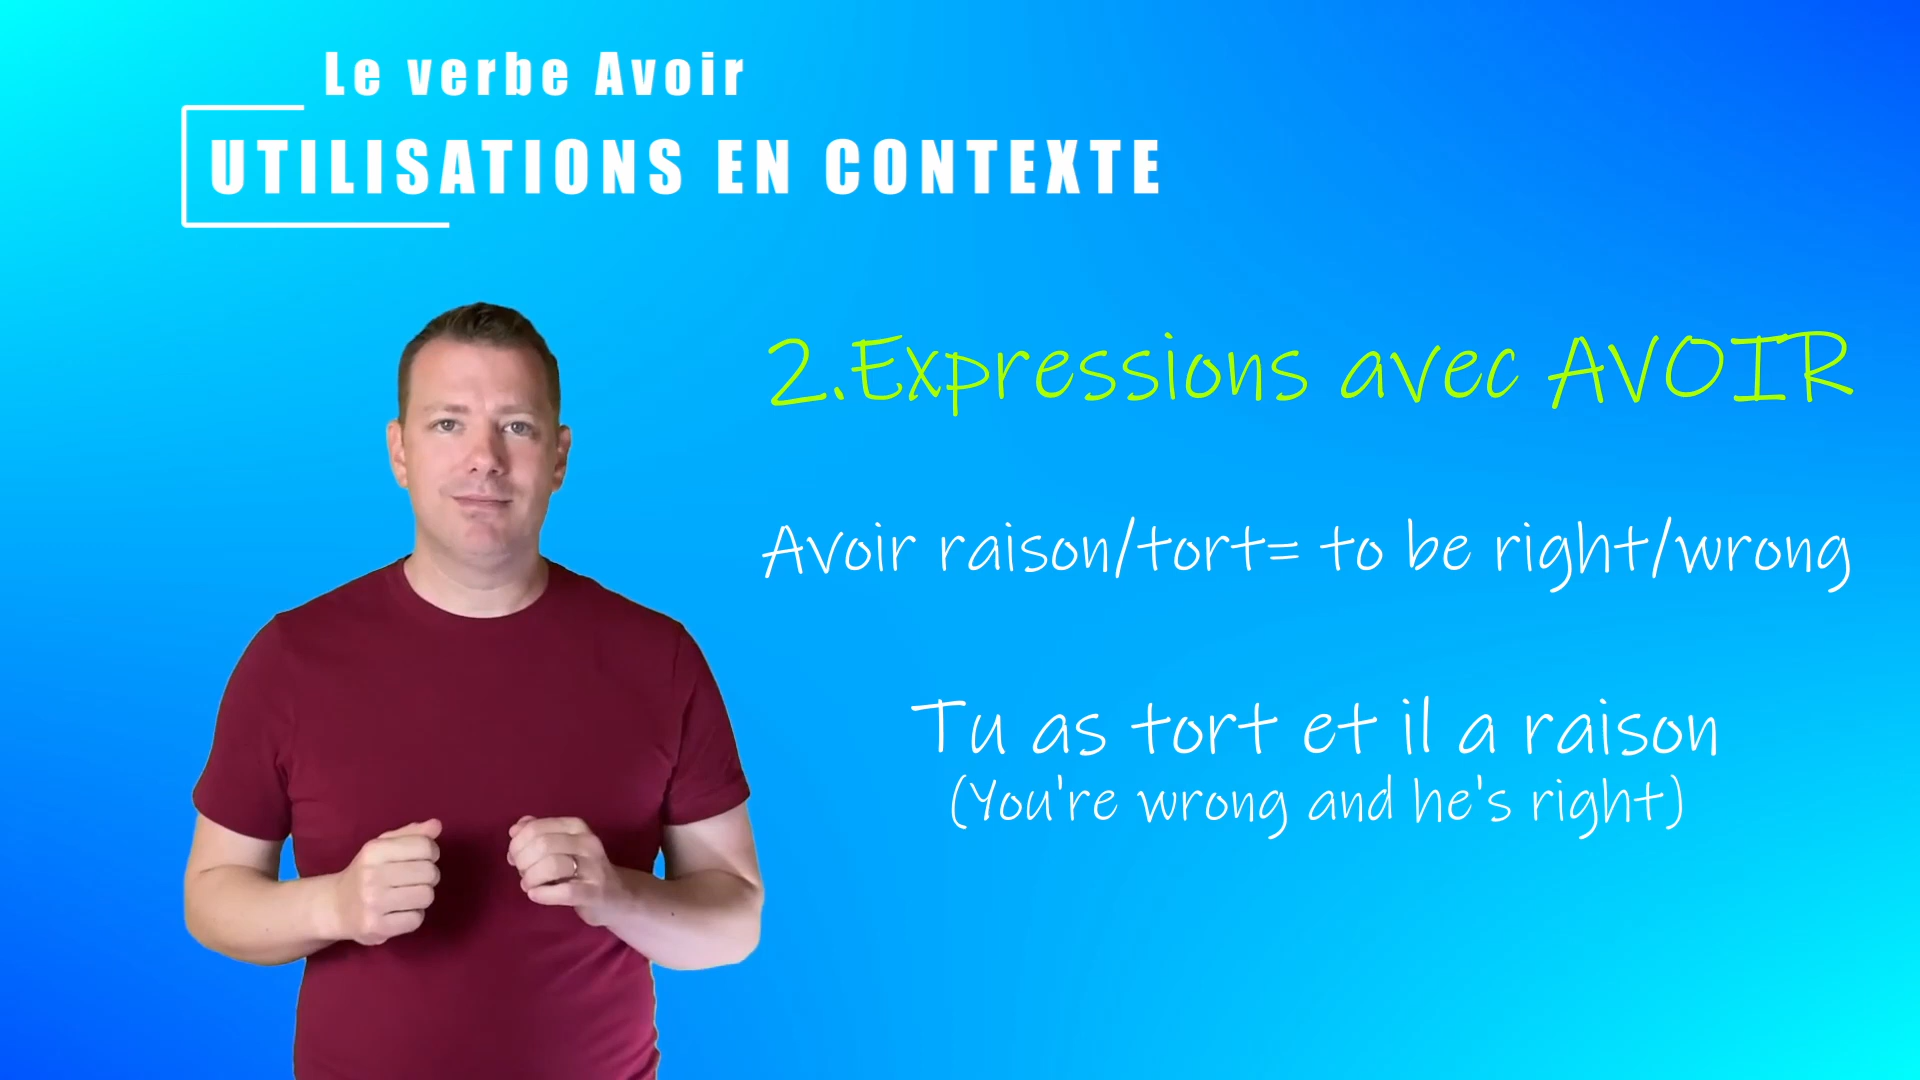 Le verbe Avoir
UTILISATIONS EN CONTEXTE
2.Expressions avec AVOIR
Avoir raison/tort= to be right/wrong
Tu as tort et il a raison
(You're wrong and he's right)